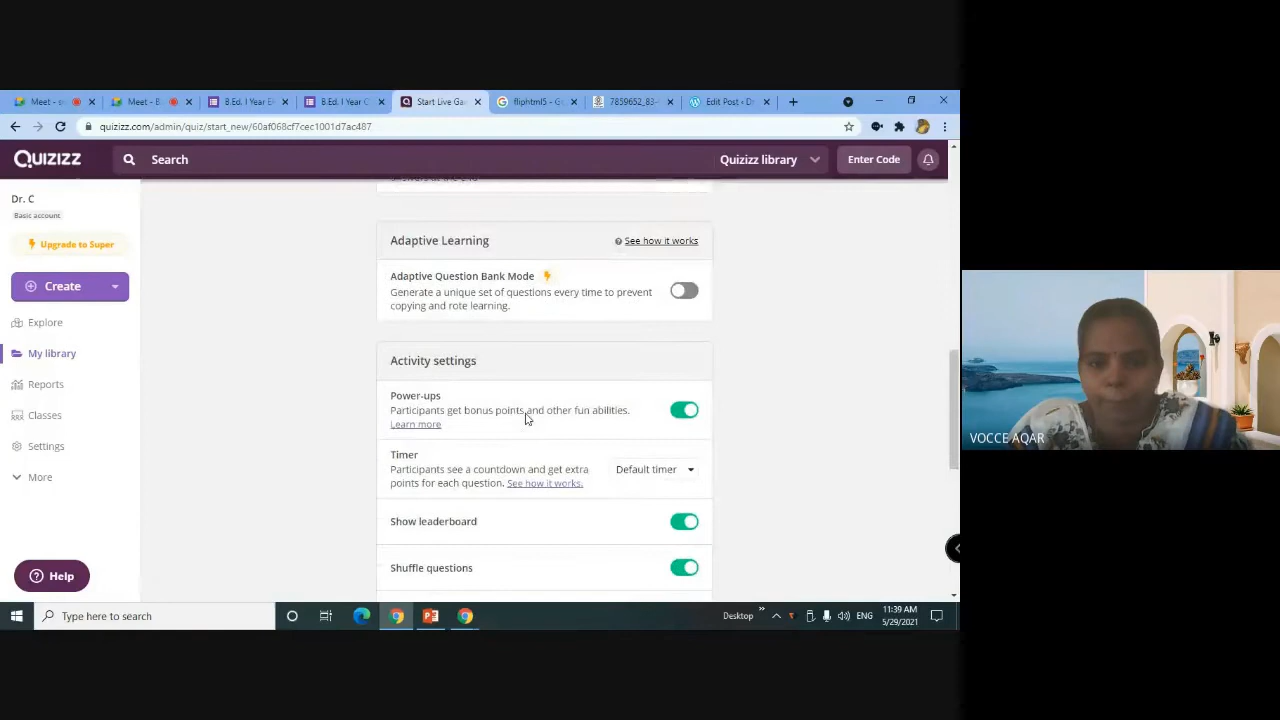 Meet - s
Meet - B
B.Ed. I Year E
B.Ed. I Year C
Start Live Ga
fliphtml5 - G
7859652_83-
Edit Post ‹ Dr
quizizz.com/admin/quiz/start_new/60af068cf7cec1001d7ac487
QUIZIZZ
Search
Quizizz library
Enter Code
Dr. C
Basic account
Upgrade to Super
Create
Explore
My library
Reports
Classes
Settings
More
Help
answers at the end
Adaptive Learning
See how it works
Adaptive Question Bank Mode
Generate a unique set of questions every time to prevent
copying and rote learning.
Activity settings
Power-ups
Participants get bonus points and other fun abilities.
Learn more
Timer
Participants see a countdown and get extra
points for each question. See how it works.
Default timer
Show leaderboard
Shuffle questions
VOCCE AQAR
Type here to search
Desktop
ENG
11:39 AM
5/29/2021